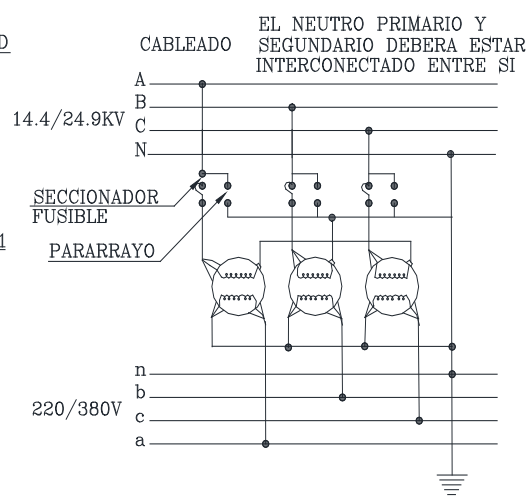 D
CABLEADO
EL NEUTRO PRIMARIO Y
SEGUNDARIO DEBERA ESTAR
INTERCONECTADO ENTRE SI
A
B
14.4/24.9KV
C
N
SECCIONADOR
FUSIBLE
1
PARARRAYO
n
b
220/380V
c
a